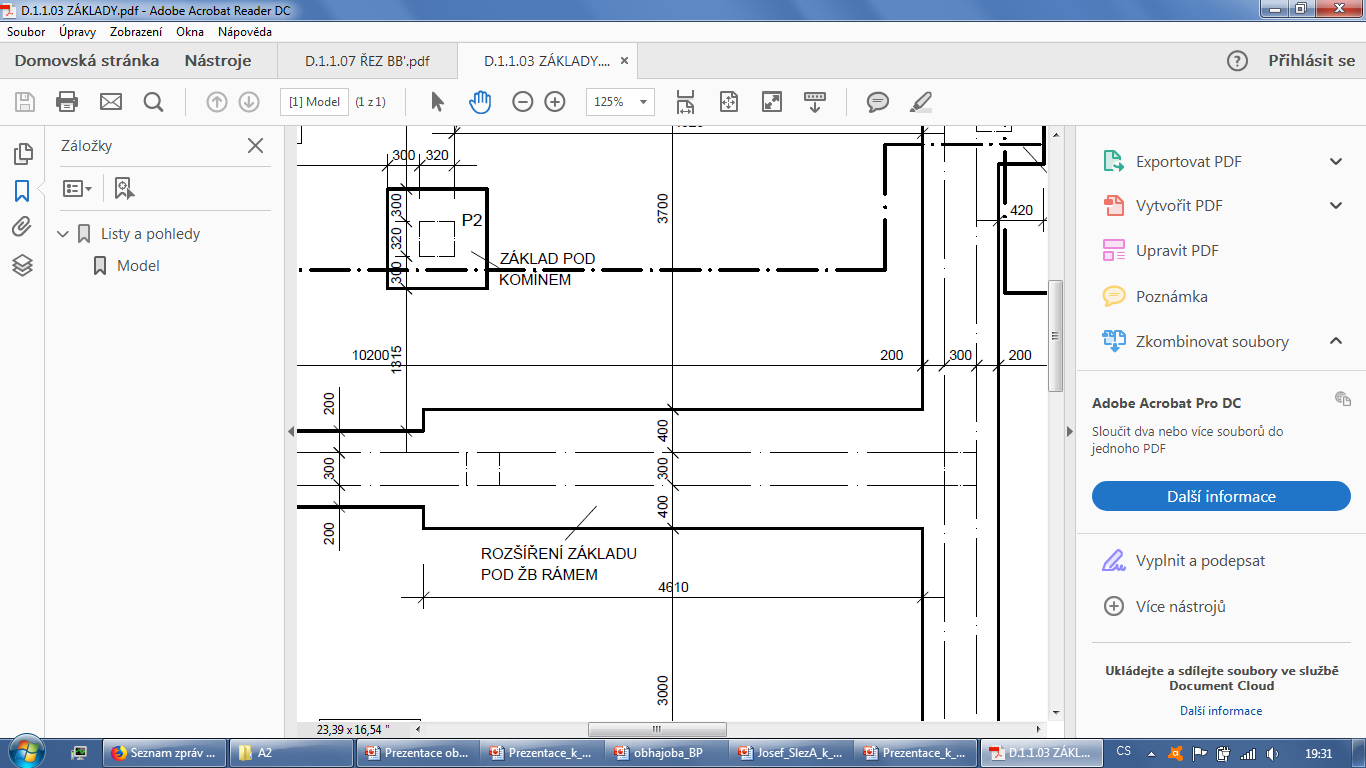 D.1.1.03 ZÁKLADY.pdf - Adobe Acrobat Reader DC
Soubor Úpravy Zobrazení Okna Nápověda
Domovská stránka Nástroje D.1.1.07 ŘEZ BB'.pdf D.1.1.03 ZÁKLADY.... × Přihlásit se
[1] Model (1 z 1) 125%
Záložky
Listy a pohledy
Model
300 320
300
320
300
P2
ZÁKLAD POD
KOMÍNEM
3700
420
10200
1315
200 300 200
200
300
200
400
300
400
ROZŠÍŘENÍ ZÁKLADU
POD ŽB RÁMEM
4610
3000
23,39 x 16,54 "
Exportovat PDF
Vytvořit PDF
Upravit PDF
Poznámka
Zkombinovat soubory
Adobe Acrobat Pro DC
Sloučit dva nebo více souborů do
jednoho PDF
Další informace
Vyplnit a podepsat
Více nástrojů
Ukládejte a sdílejte soubory ve službě
Document Cloud
Další informace
Seznam zpráv ... A2 Prezentace ob... Prezentace_k_... obhajoba_BP Josef_SlezA_k_... Prezentace_k_... D.1.1.03 ZÁKL... CS 19:31